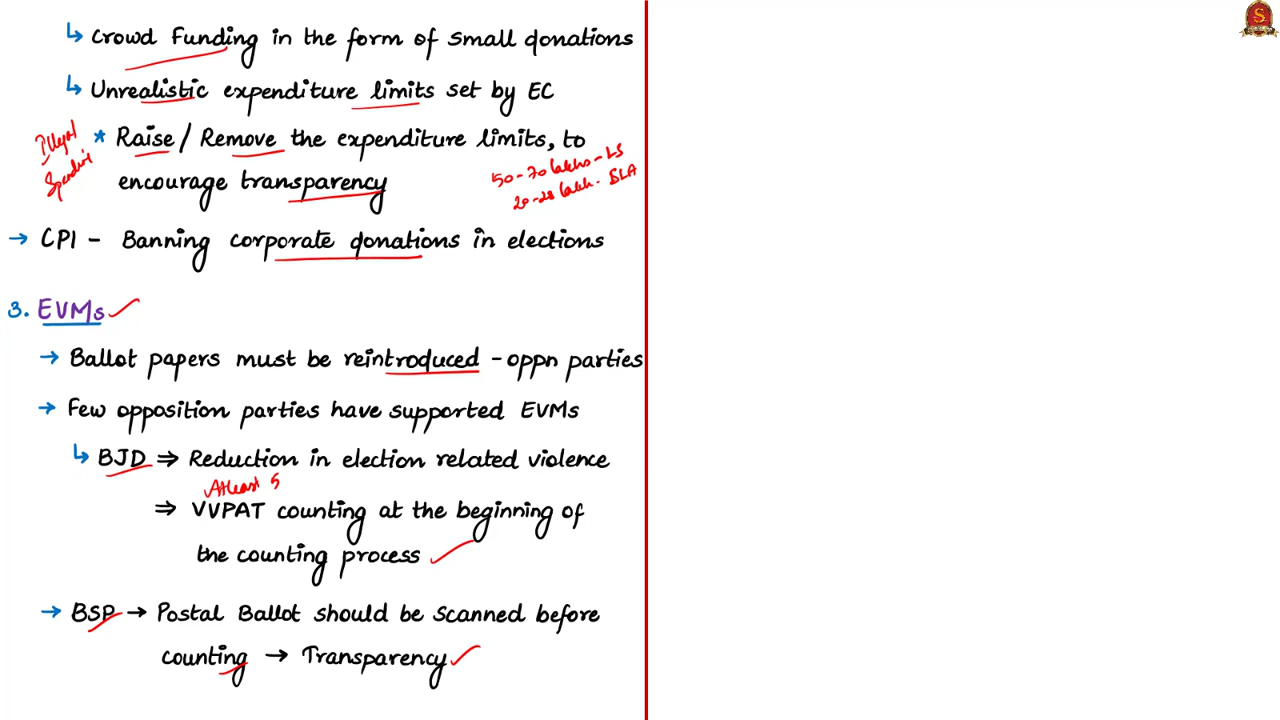 ↳ Crowd Funding in the form of small donations
↳ Unrealistic expenditure limits set by EC
Illegal
Spending
* Raise / Remove the expenditure limits, to
encourage transparency
50-70 lakhs - LS
20-28 lakh - SLA
→ CPI - Banning corporate donations in elections
3. EVMs
→ Ballot papers must be reintroduced - oppn parties
→ Few opposition parties have supported EVMs
↳ BJD ⇒ Reduction in election related violence
Atleast 5
⇒ VVPAT counting at the beginning of
the counting process
→ BSP → Postal Ballot should be scanned before
counting → Transparency
S